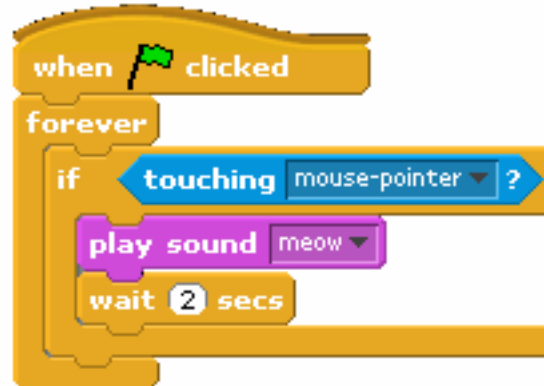 when clicked
forever
if touching mouse-pointer ?
play sound meow
wait 2 secs